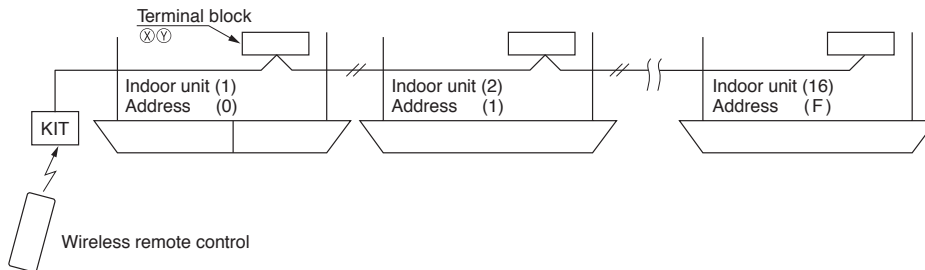 Terminal block
ⓍⓎ
Indoor unit (1)
Address (0)
Indoor unit (2)
Address (1)
Indoor unit (16)
Address (F)
KIT
Wireless remote control